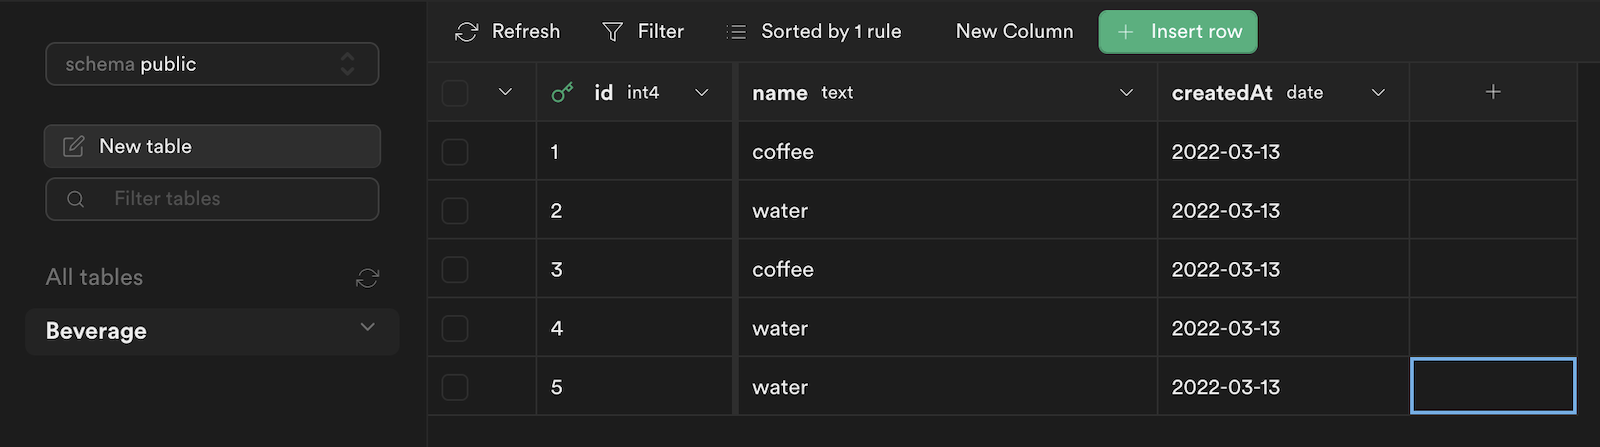 schema public
New table
Filter tables
All tables
Beverage
Refresh Filter Sorted by 1 rule New Column + Insert row
id int4 name text createdAt date +
1 coffee 2022-03-13
2 water 2022-03-13
3 coffee 2022-03-13
4 water 2022-03-13
5 water 2022-03-13